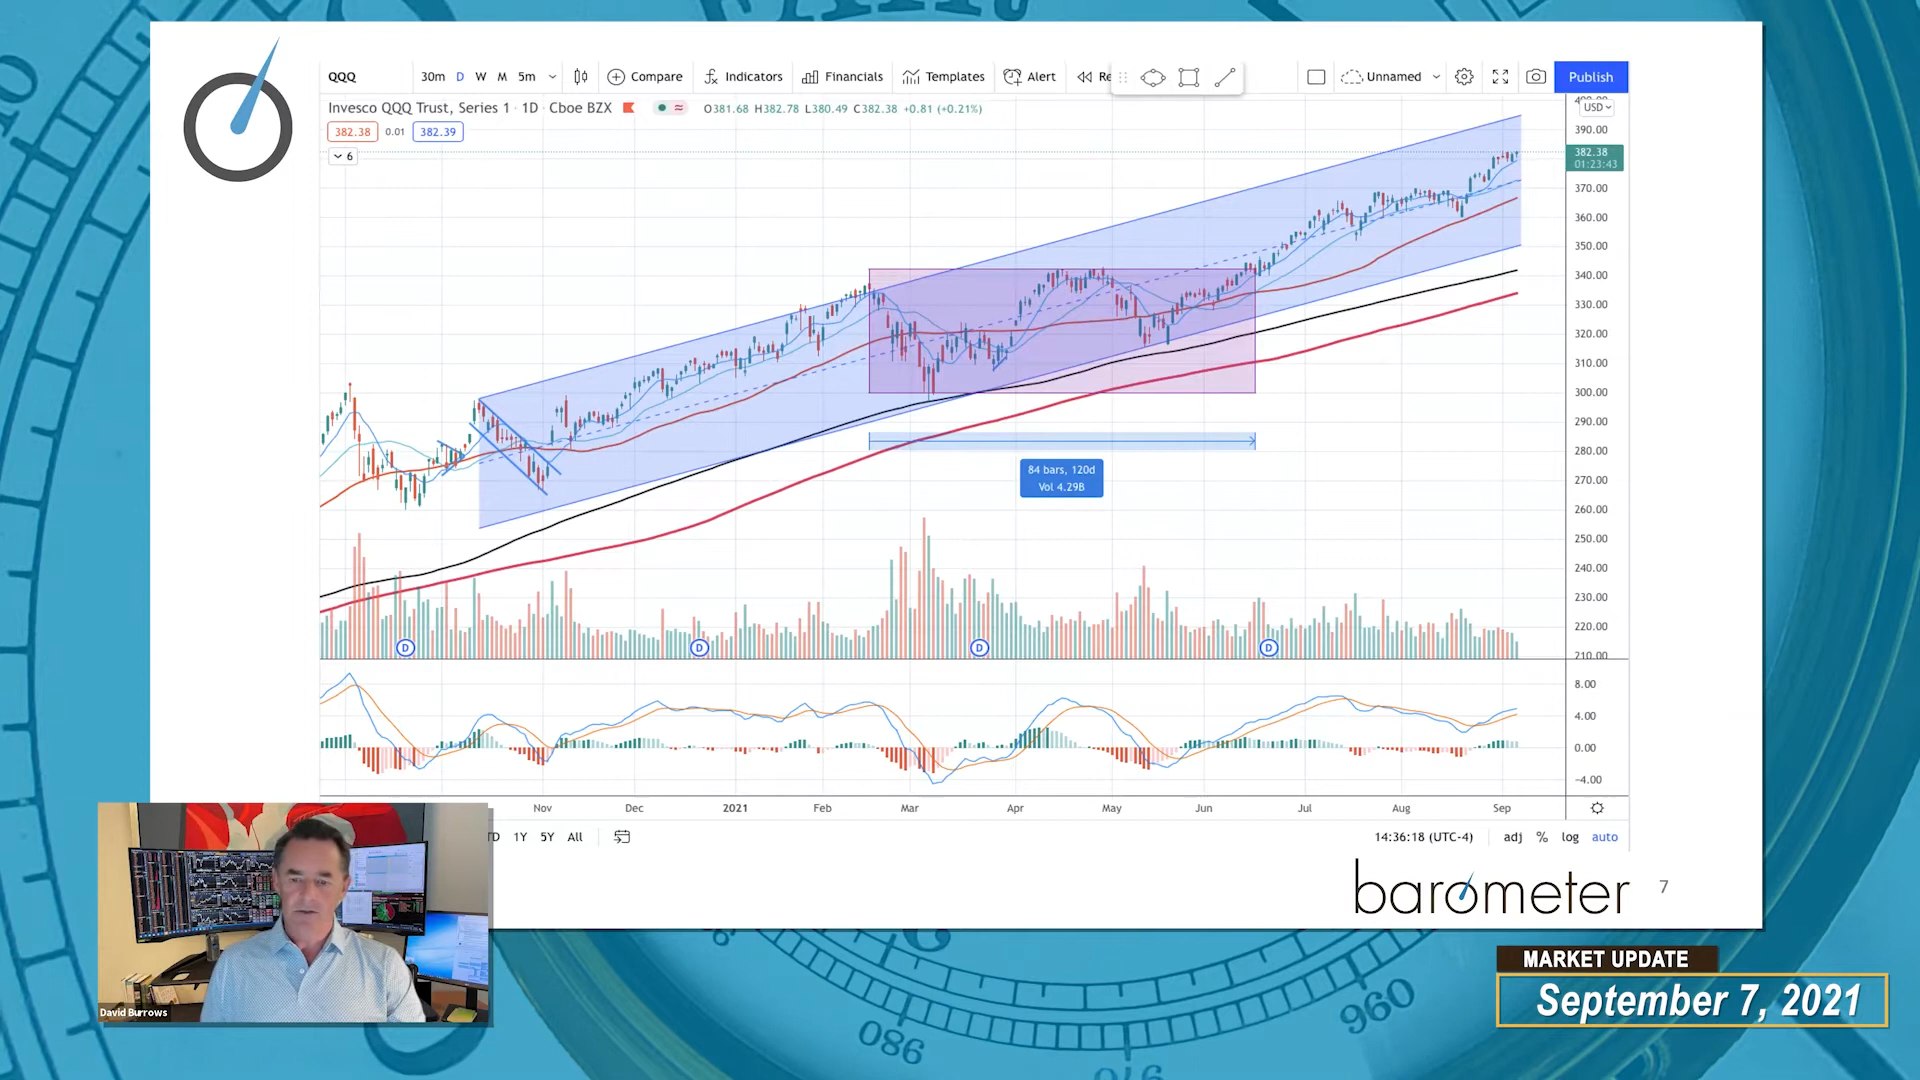 QQQ 30m D W M 5m Compare Indicators Financials Templates Alert Re Unnamed Publish
Invesco QQQ Trust, Series 1 · 1D · Cboe BZX O381.68 H382.78 L380.49 C382.38 +0.81 (+0.21%)
USD
382.38 0.01 382.39
6
390.00
382.38
01:23:43
370.00
360.00
350.00
340.00
330.00
320.00
310.00
300.00
290.00
280.00
270.00
260.00
250.00
240.00
230.00
220.00
210.00
84 bars, 120d
Vol 4.29B
D D D D
8.00
4.00
0.00
−4.00
Nov Dec 2021 Feb Mar Apr May Jun Jul Aug Sep
TD 1Y 5Y All 14:36:18 (UTC-4) adj % log auto
barometer 7
David Burrows
MARKET UPDATE
September 7, 2021
980
970
960